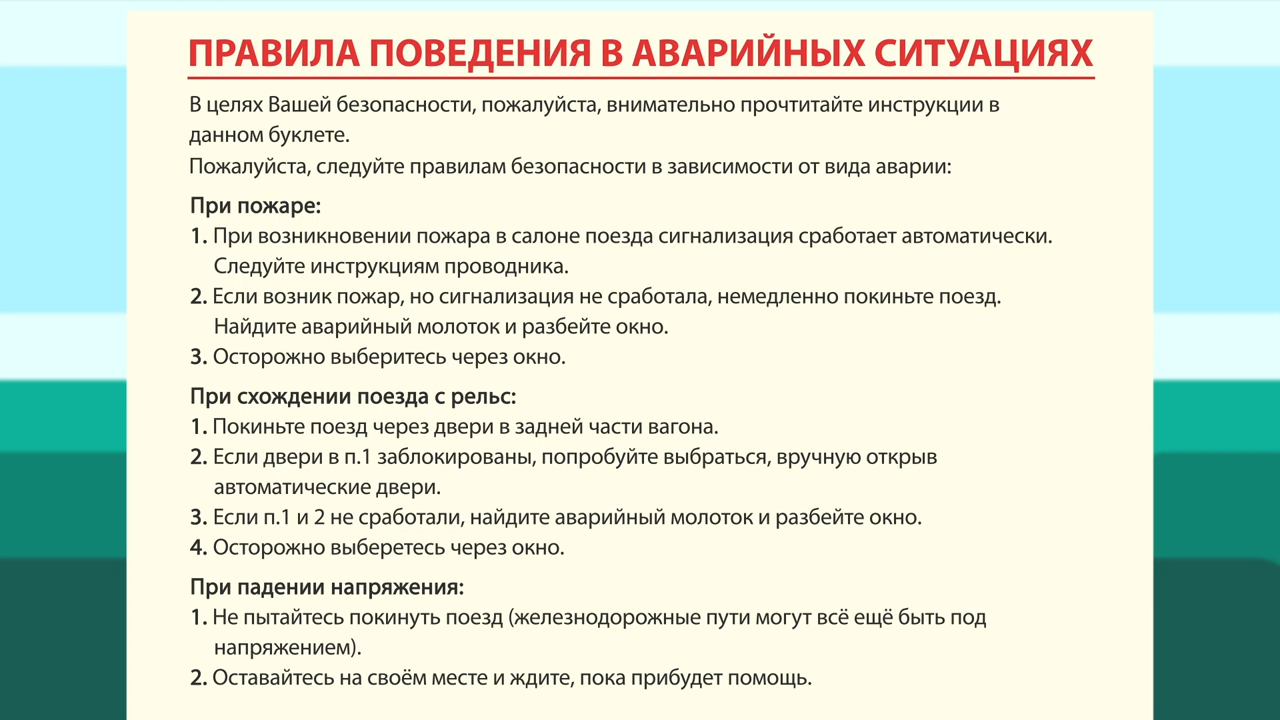 ПРАВИЛА ПОВЕДЕНИЯ В АВАРИЙНЫХ СИТУАЦИЯХ
В целях Вашей безопасности, пожалуйста, внимательно прочтитайте инструкции в
данном буклете.
Пожалуйста, следуйте правилам безопасности в зависимости от вида аварии:
При пожаре:
1. При возникновении пожара в салоне поезда сигнализация сработает автоматически.
Следуйте инструкциям проводника.
2. Если возник пожар, но сигнализация не сработала, немедленно покиньте поезд.
Найдите аварийный молоток и разбейте окно.
3. Осторожно выберитесь через окно.
При схождении поезда с рельс:
1. Покиньте поезд через двери в задней части вагона.
2. Если двери в п.1 заблокированы, попробуйте выбраться, вручную открыв
автоматические двери.
3. Если п.1 и 2 не сработали, найдите аварийный молоток и разбейте окно.
4. Осторожно выберетесь через окно.
При падении напряжения:
1. Не пытайтесь покинуть поезд (железнодорожные пути могут всё ещё быть под
напряжением).
2. Оставайтесь на своём месте и ждите, пока прибудет помощь.